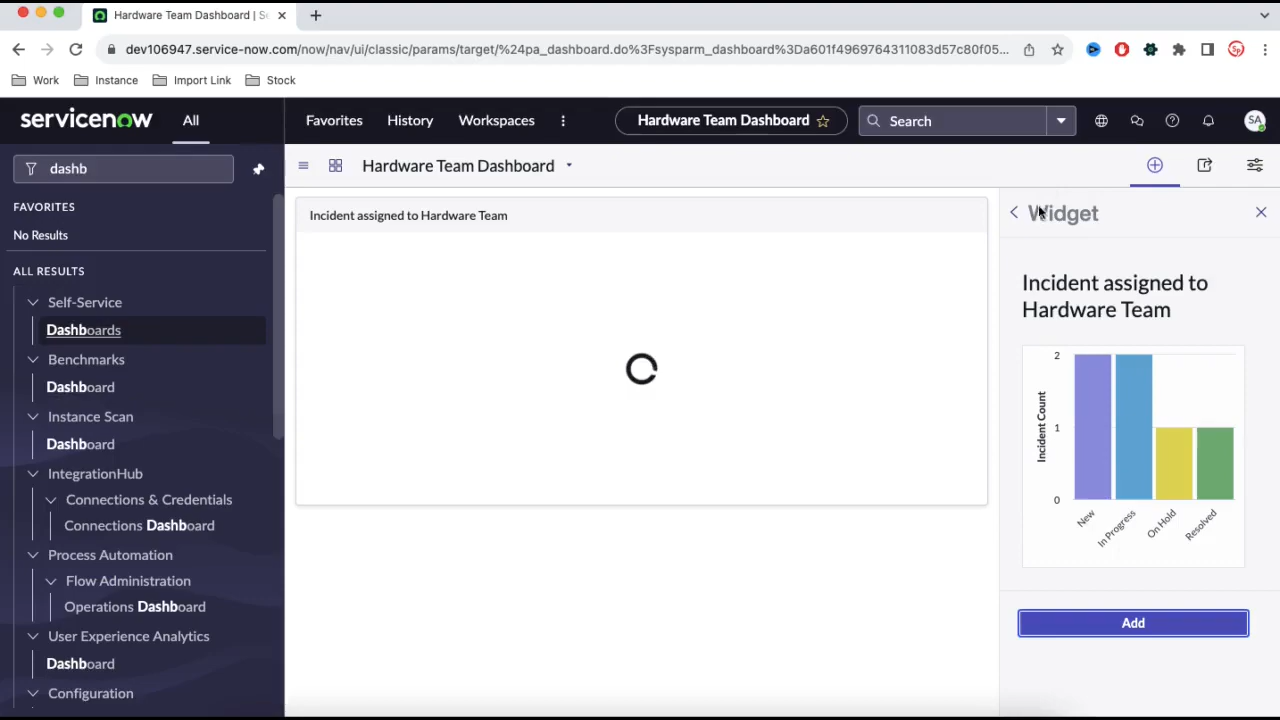 Hardware Team Dashboard | S
dev106947.service-now.com/now/nav/ui/classic/params/target/%24pa_dashboard.do%3Fsysparm_dashboard%3Da601f4969764311083d57c80f05...
Work Instance Import Link Stock
servicenow All Favorites History Workspaces Hardware Team Dashboard Search SA
dashb
Hardware Team Dashboard
FAVORITES
No Results
ALL RESULTS
Self-Service
Dashboards
Benchmarks
Dashboard
Instance Scan
Dashboard
IntegrationHub
Connections & Credentials
Connections Dashboard
Process Automation
Flow Administration
Operations Dashboard
User Experience Analytics
Dashboard
Configuration
Incident assigned to Hardware Team
Widget
Incident assigned to
Hardware Team
Incident Count
2
1
0
New
In Progress
On Hold
Resolved
Add